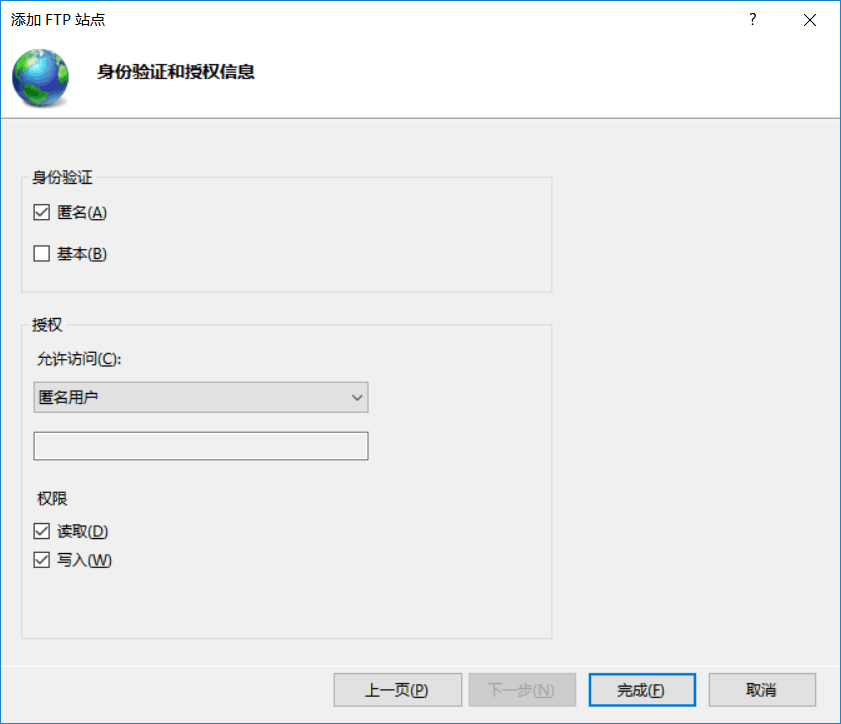 添加 FTP 站点
?
身份验证和授权信息
身份验证
匿名(A)
基本(B)
授权
允许访问(C):
匿名用户
权限
读取(D)
写入(W)
上一页(P) 下一步(N) 完成(F) 取消